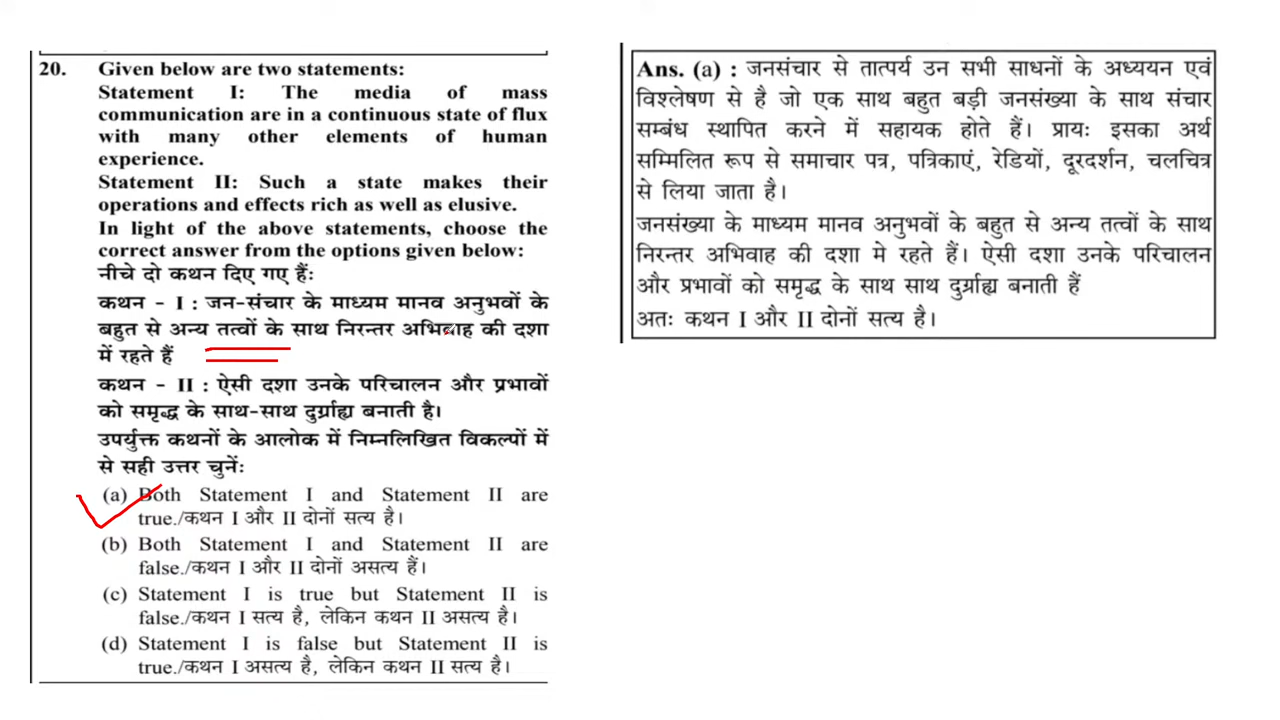 20. Given below are two statements:
Statement I: The media of mass
communication are in a continuous state of flux
with many other elements of human
experience.
Statement II: Such a state makes their
operations and effects rich as well as elusive.
In light of the above statements, choose the
correct answer from the options given below:
नीचे दो कथन दिए गए हैं:
कथन - I : जन-संचार के माध्यम मानव अनुभवों के
बहुत से अन्य तत्वों के साथ निरन्तर अभिवाह की दशा
में रहते हैं
कथन - II : ऐसी दशा उनके परिचालन और प्रभावों
को समृद्ध के साथ-साथ दुर्ग्राह्य बनाती है।
उपर्युक्त कथनों के आलोक में निम्नलिखित विकल्पों में
से सही उत्तर चुनें:
(a) Both Statement I and Statement II are
true./कथन I और II दोनों सत्य है।
(b) Both Statement I and Statement II are
false./कथन I और II दोनों असत्य हैं।
(c) Statement I is true but Statement II is
false./कथन I सत्य है, लेकिन कथन II असत्य है।
(d) Statement I is false but Statement II is
true./कथन I असत्य है, लेकिन कथन II सत्य है।
Ans. (a) : जनसंचार से तात्पर्य उन सभी साधनों के अध्ययन एवं
विश्लेषण से है जो एक साथ बहुत बड़ी जनसंख्या के साथ संचार
सम्बंध स्थापित करने में सहायक होते हैं। प्रायः इसका अर्थ
सम्मिलित रूप से समाचार पत्र, पत्रिकाएं, रेडियों, दूरदर्शन, चलचित्र
से लिया जाता है।
जनसंख्या के माध्यम मानव अनुभवों के बहुत से अन्य तत्वों के साथ
निरन्तर अभिवाह की दशा मे रहते हैं। ऐसी दशा उनके परिचालन
और प्रभावों को समृद्ध के साथ साथ दुर्ग्राह्य बनाती हैं
अतः कथन I और II दोनों सत्य है।